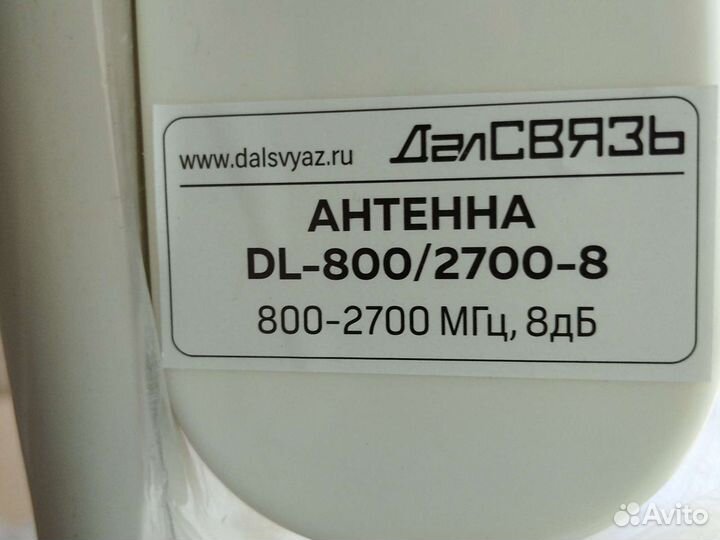 www.dalsvyaz.ru ДалСВЯЗЬ
АНТЕННА
DL-800/2700-8
800-2700 МГц, 8дБ
Avito